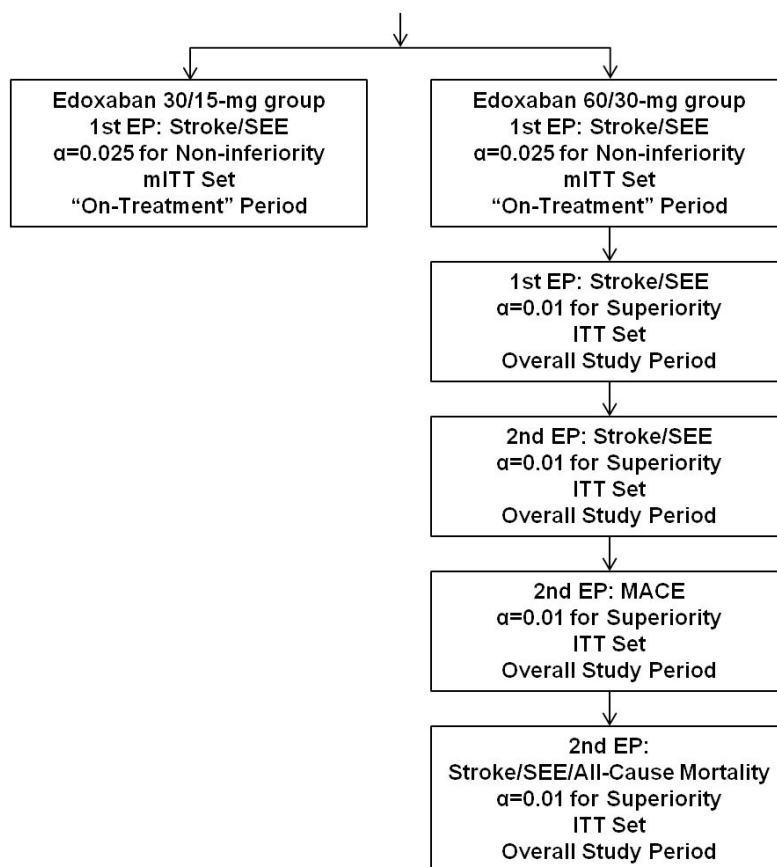 Edoxaban 30/15-mg group
1st EP: Stroke/SEE
α=0.025 for Non-inferiority
mITT Set
“On-Treatment” Period
Edoxaban 60/30-mg group
1st EP: Stroke/SEE
α=0.025 for Non-inferiority
mITT Set
“On-Treatment” Period
1st EP: Stroke/SEE
α=0.01 for Superiority
ITT Set
Overall Study Period
2nd EP: Stroke/SEE
α=0.01 for Superiority
ITT Set
Overall Study Period
2nd EP: MACE
α=0.01 for Superiority
ITT Set
Overall Study Period
2nd EP:
Stroke/SEE/All-Cause Mortality
α=0.01 for Superiority
ITT Set
Overall Study Period